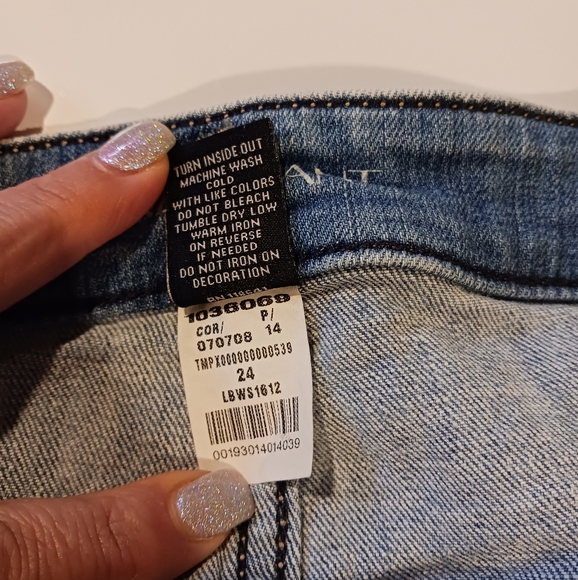 TURN INSIDE OUT
MACHINE WASH
COLD
WITH LIKE COLORS
DO NOT BLEACH
TUMBLE DRY LOW
WARM IRON
ON REVERSE
IF NEEDED
DO NOT IRON ON
DECORATION
1036069
COR/ P/
070708 14
TMPX000000000539
24
LBWS1612
00193014014039